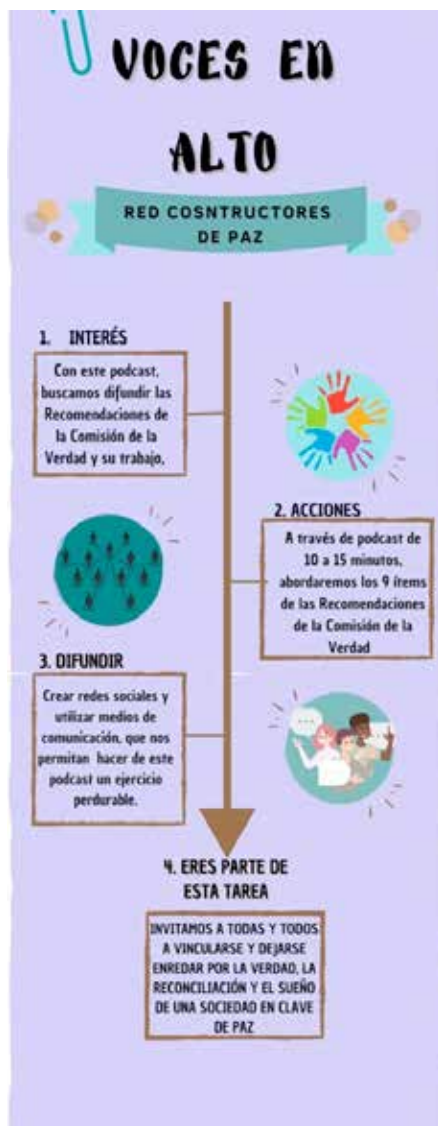 VOCES EN
ALTO
RED COSNTRUCTORES
DE PAZ
1. INTERÉS
Con este podcast,
buscamos difundir las
Recomendaciones de
la Comisión de la
Verdad y su trabajo.
2. ACCIONES
A través de podcast de
10 a 15 minutos,
abordaremos los 9 ítems
de las Recomendaciones
de la Comisión de la
Verdad
3. DIFUNDIR
Crear redes sociales y
utilizar medios de
comunicación, que nos
permitan hacer de este
podcast un ejercicio
perdurable.
4. ERES PARTE DE
ESTA TAREA
INVITAMOS A TODAS Y TODOS
A VINCULARSE Y DEJARSE
ENREDAR POR LA VERDAD, LA
RECONCILIACIÓN Y EL SUEÑO
DE UNA SOCIEDAD EN CLAVE
DE PAZ